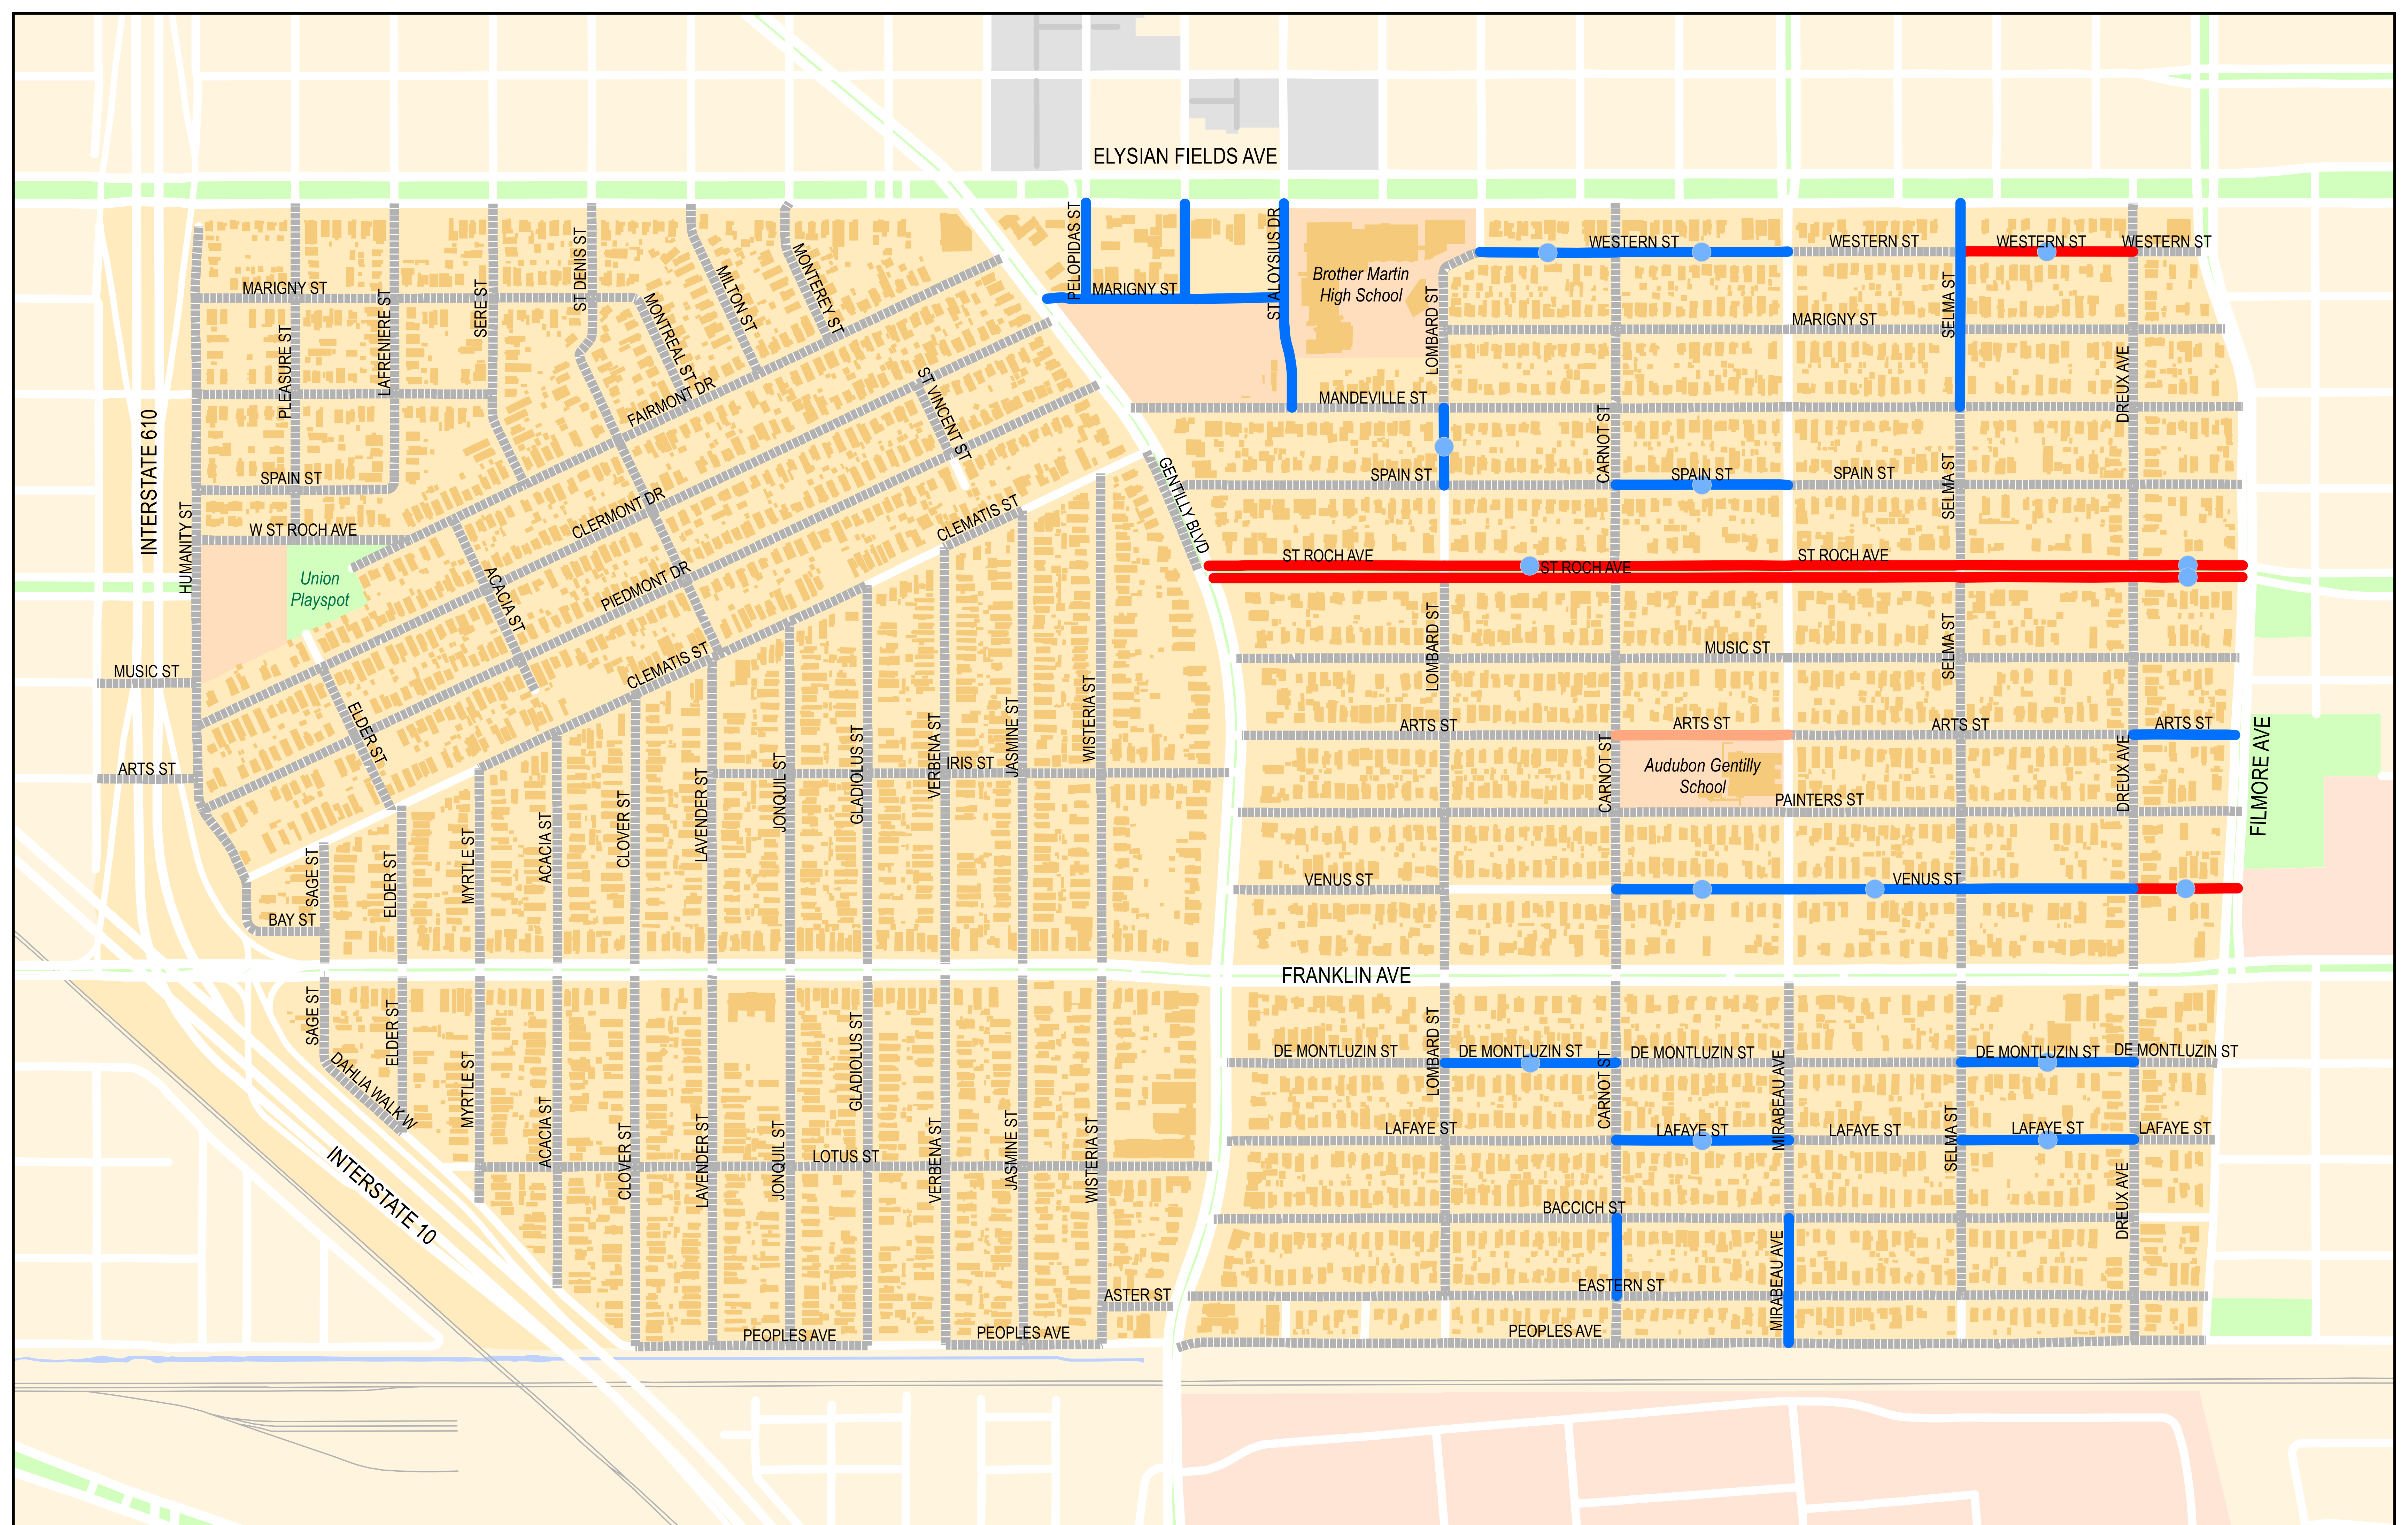 ELYSIAN FIELDS AVE
PELOPIDAS ST
MARIGNY ST
ST ALOYSIUS DR
Brother Martin
High School
LOMBARD ST
WESTERN ST
WESTERN ST
WESTERN ST
WESTERN ST
MARIGNY ST
SELMA ST
DREUX AVE
MARIGNY ST
PLEASURE ST
LAFRENIERE ST
SERE ST
ST DENIS ST
MONTREAL ST
MILTON ST
MONTEREY ST
FAIRMONT DR
ST VINCENT ST
MANDEVILLE ST
CARNOT ST
INTERSTATE 610
HUMANITY ST
SPAIN ST
W ST ROCH AVE
CLERMONT DR
CLEMATIS ST
GENTILLY BLVD
SPAIN ST
SPAIN ST
SPAIN ST
SELMA ST
Union
Playspot
ACACIA ST
PIEDMONT DR
ST ROCH AVE
ST ROCH AVE
ST ROCH AVE
MUSIC ST
ELDER ST
CLEMATIS ST
LOMBARD ST
MUSIC ST
SELMA ST
ARTS ST
JONQUIL ST
GLADIOLUS ST
VERBENA ST
IRIS ST
JASMINE ST
WISTERIA ST
ARTS ST
ARTS ST
ARTS ST
ARTS ST
CARNOT ST
Audubon Gentilly
School
PAINTERS ST
DREUX AVE
FILMORE AVE
SAGE ST
ELDER ST
MYRTLE ST
ACACIA ST
CLOVER ST
LAVENDER ST
BAY ST
VENUS ST
VENUS ST
FRANKLIN AVE
SAGE ST
ELDER ST
DAHLIA WALK W
MYRTLE ST
ACACIA ST
CLOVER ST
LAVENDER ST
JONQUIL ST
GLADIOLUS ST
LOTUS ST
VERBENA ST
JASMINE ST
WISTERIA ST
DE MONTLUZIN ST
LOMBARD ST
DE MONTLUZIN ST
CARNOT ST
DE MONTLUZIN ST
MIRABEAU AVE
DE MONTLUZIN ST
DE MONTLUZIN ST
LAFAYE ST
LAFAYE ST
LAFAYE ST
SELMA ST
LAFAYE ST
LAFAYE ST
INTERSTATE 10
BACCICH ST
DREUX AVE
MIRABEAU AVE
ASTER ST
EASTERN ST
PEOPLES AVE
PEOPLES AVE
PEOPLES AVE